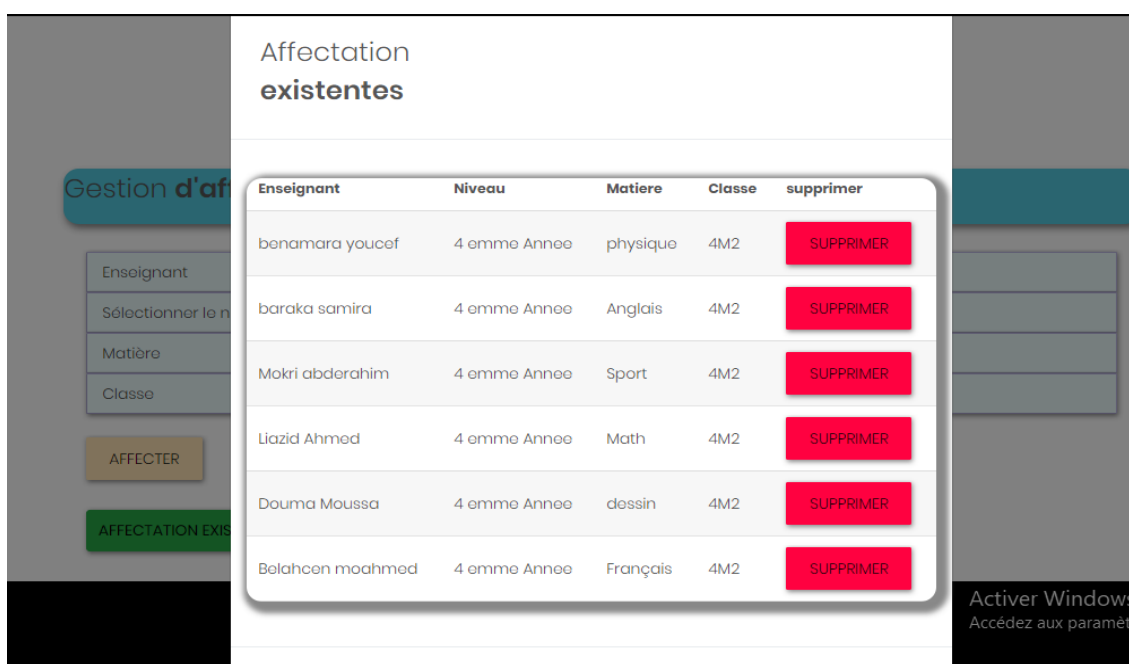 Affectation
existentes
Gestion d'aff
Enseignant Niveau Matiere Classe supprimer
benamara youcef 4 emme Annee physique 4M2 SUPPRIMER
baraka samira 4 emme Annee Anglais 4M2 SUPPRIMER
Mokri abderahim 4 emme Annee Sport 4M2 SUPPRIMER
Liazid Ahmed 4 emme Annee Math 4M2 SUPPRIMER
Douma Moussa 4 emme Annee dessin 4M2 SUPPRIMER
Belahcen moahmed 4 emme Annee Français 4M2 SUPPRIMER
Enseignant
Sélectionner le n
Matière
Classe
AFFECTER
AFFECTATION EXIS
Activer Windows
Accédez aux paramèt